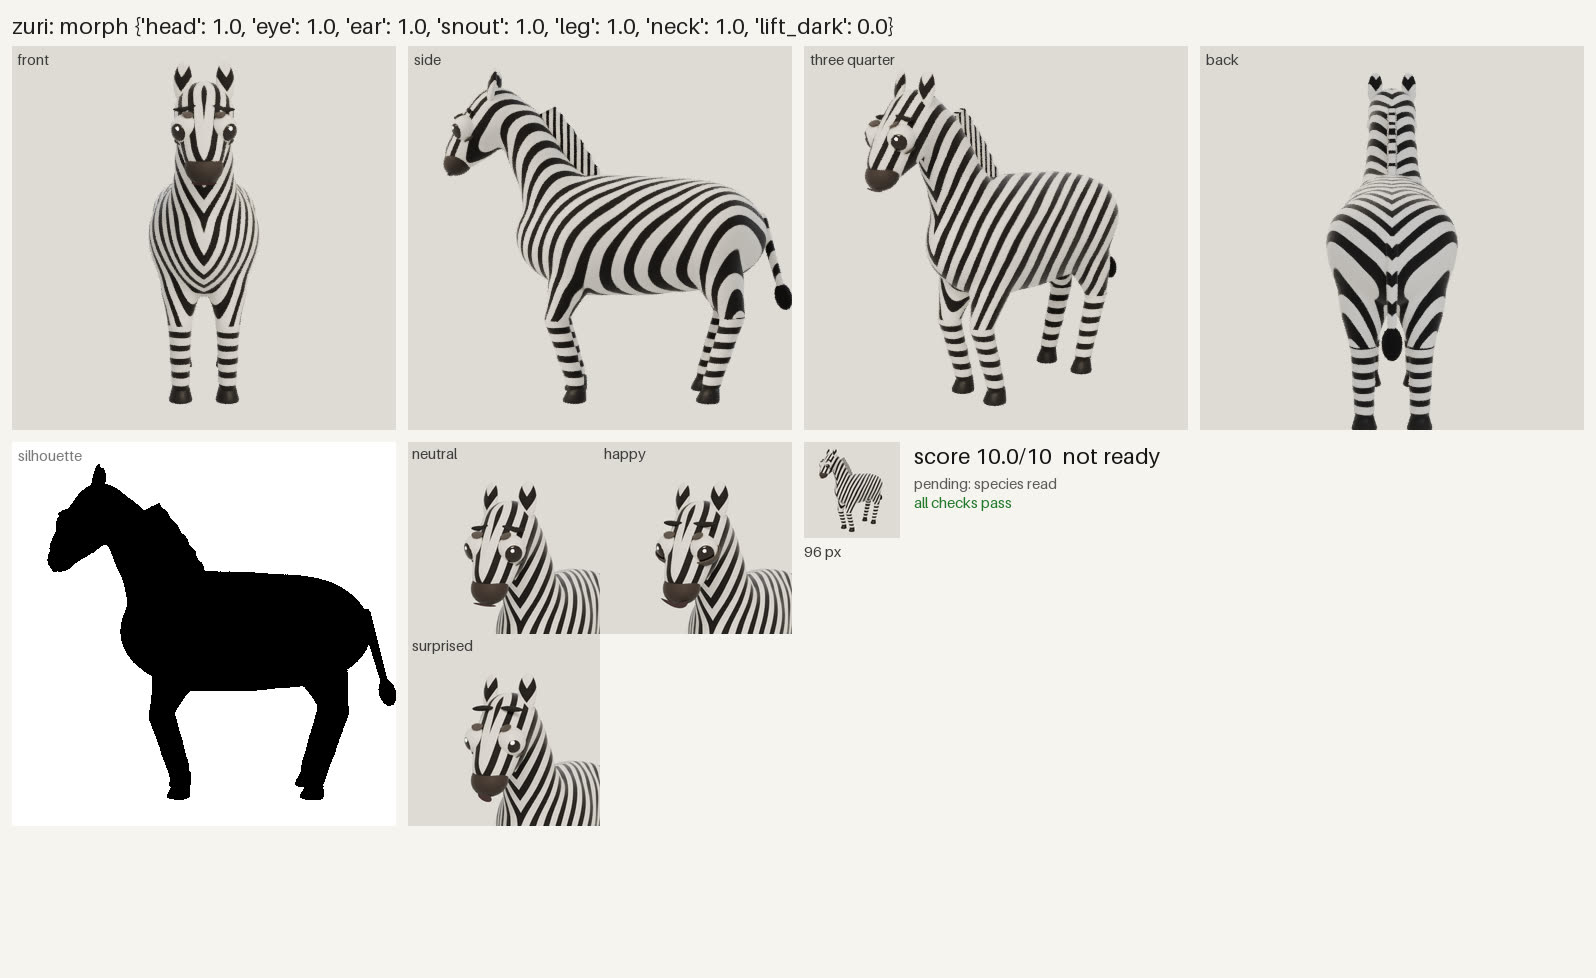 zuri: morph {'head': 1.0, 'eye': 1.0, 'ear': 1.0, 'snout': 1.0, 'leg': 1.0, 'neck': 1.0, 'lift_dark': 0.0}
front
side
three quarter
back
silhouette
neutral
happy
surprised
96 px
score 10.0/10  not ready
pending: species read
all checks pass